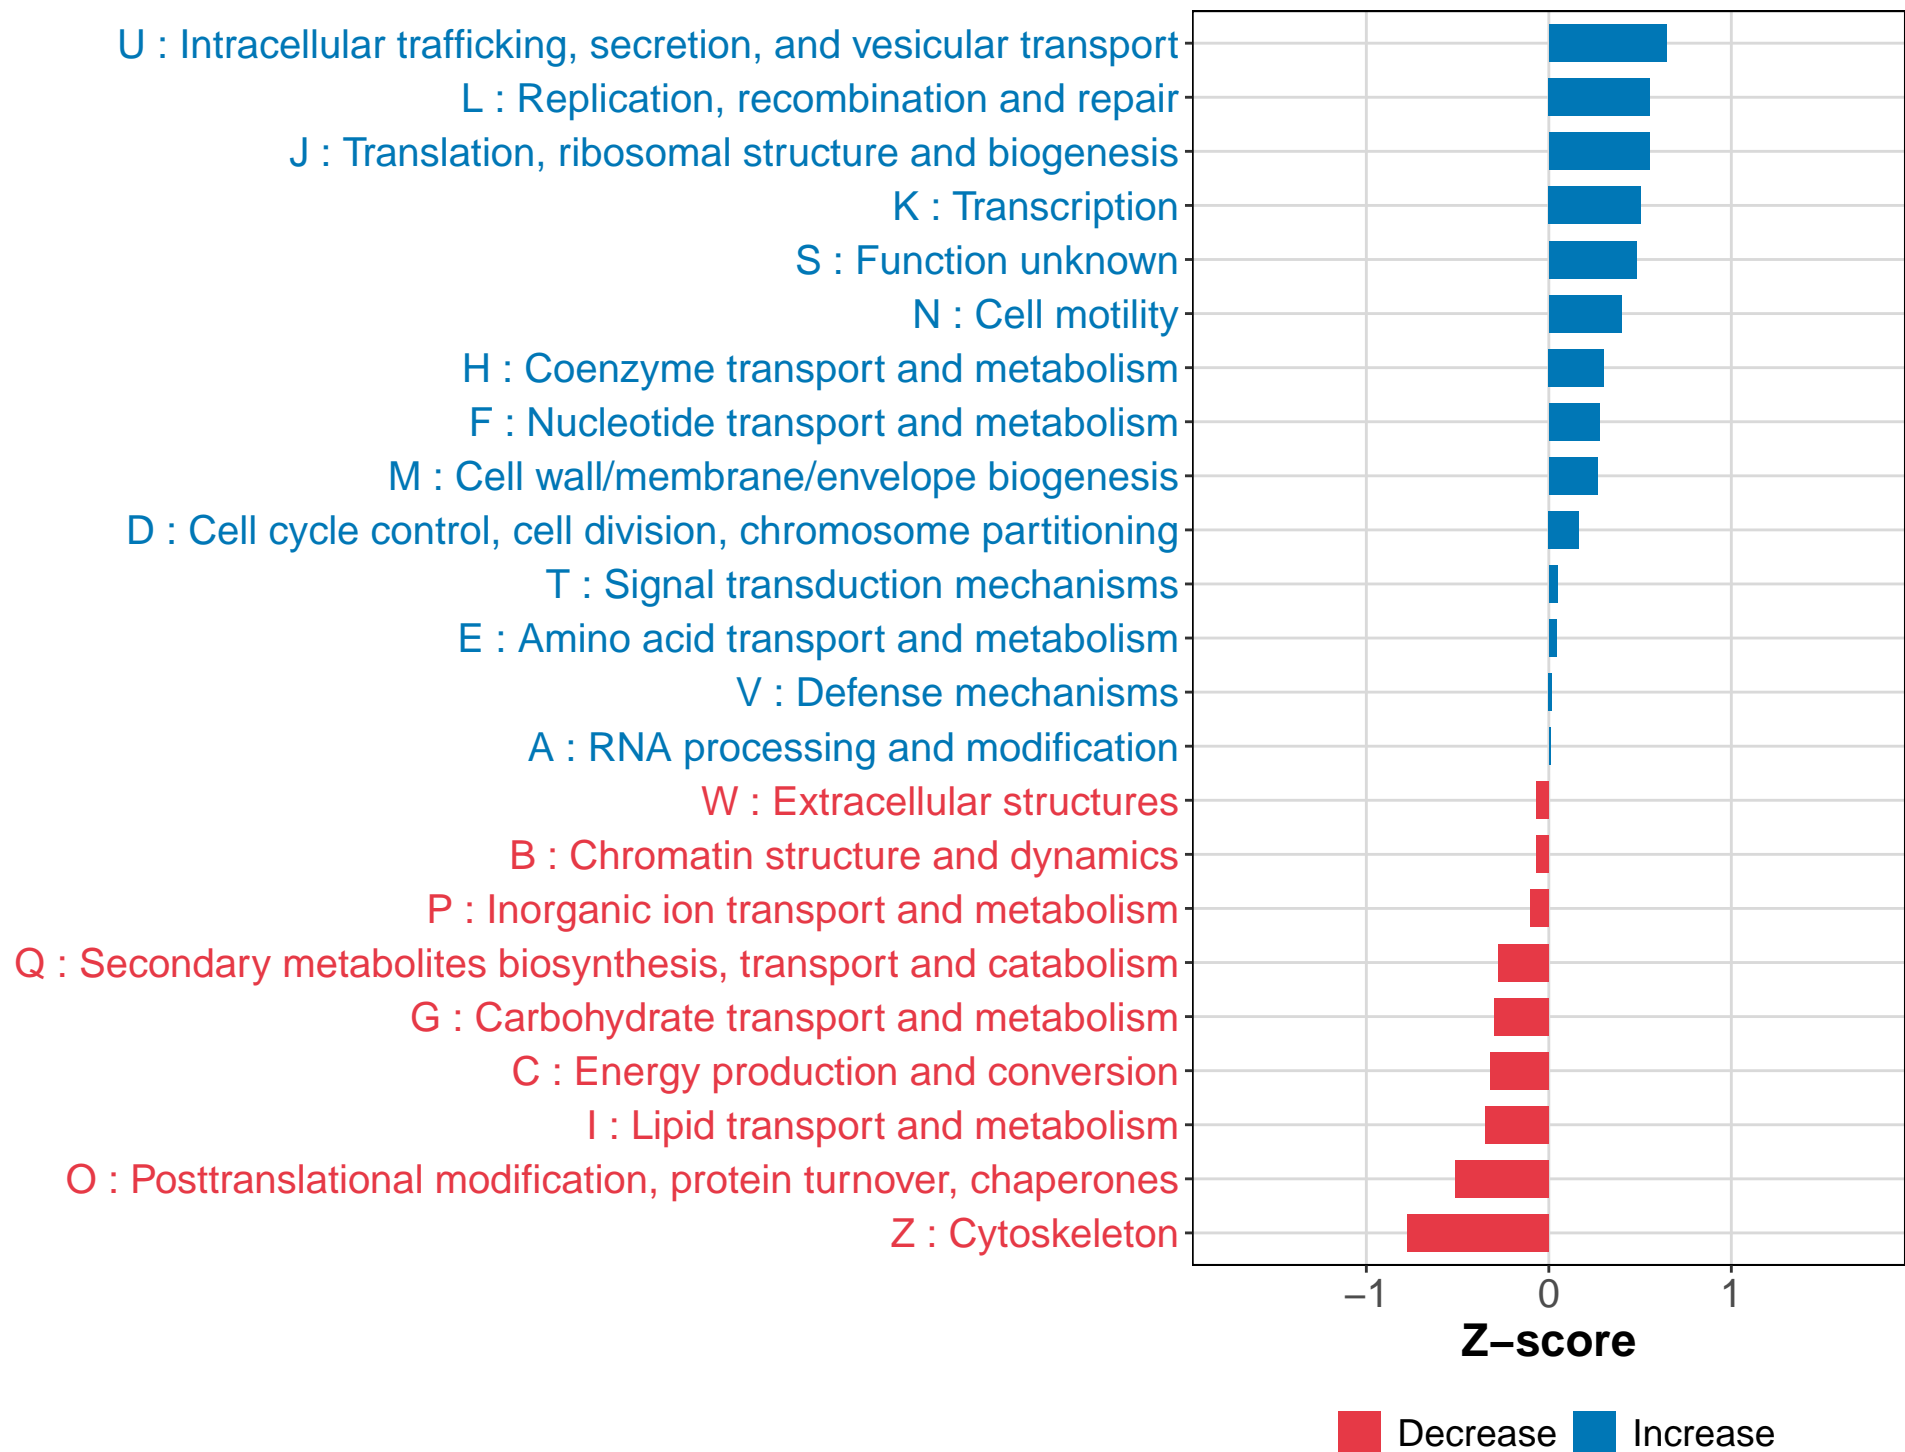 U : Intracellular trafficking, secretion, and vesicular transport
L : Replication, recombination and repair
J : Translation, ribosomal structure and biogenesis
K : Transcription
S : Function unknown
N : Cell motility
H : Coenzyme transport and metabolism
F : Nucleotide transport and metabolism
M : Cell wall/membrane/envelope biogenesis
D : Cell cycle control, cell division, chromosome partitioning
T : Signal transduction mechanisms
E : Amino acid transport and metabolism
V : Defense mechanisms
A : RNA processing and modification
W : Extracellular structures
B : Chromatin structure and dynamics
P : Inorganic ion transport and metabolism
Q : Secondary metabolites biosynthesis, transport and catabolism
G : Carbohydrate transport and metabolism
C : Energy production and conversion
I : Lipid transport and metabolism
O : Posttranslational modification, protein turnover, chaperones
Z : Cytoskeleton
−1 0 1
Z−score
Decrease Increase